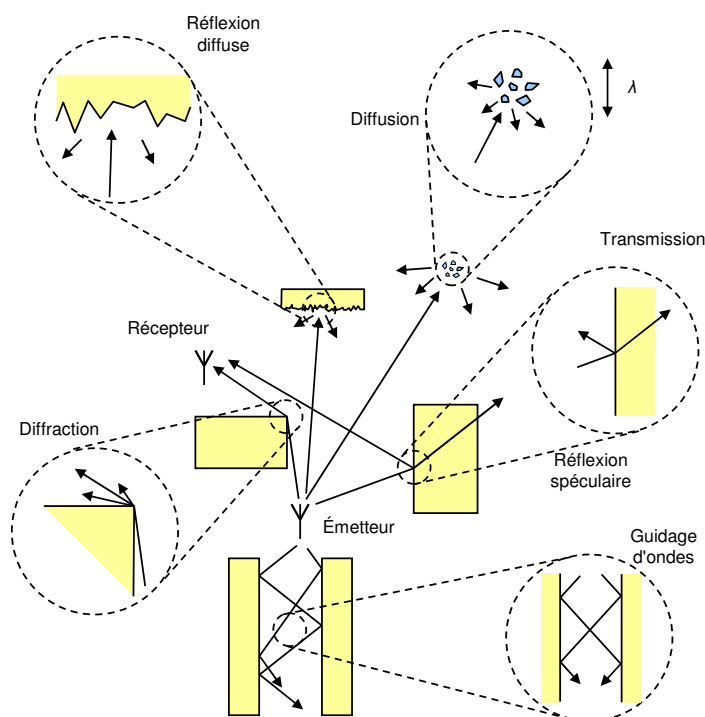 Réflexion
diffuse
λ
Diffusion
Transmission
Récepteur
Diffraction
Réflexion
spéculaire
Émetteur
Guidage
d'ondes